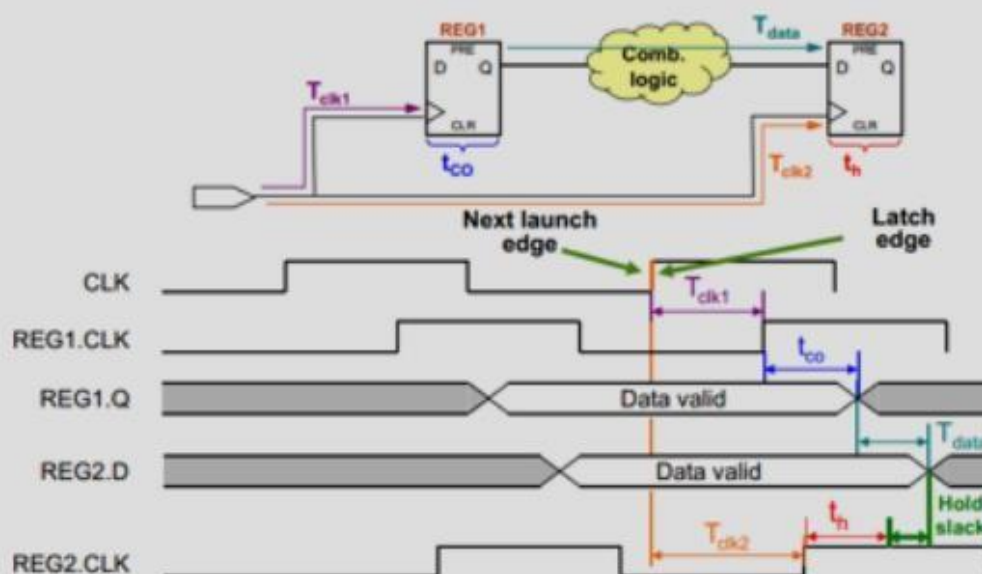 REG1
PRE
D Q
CLR
tco
Tclk1
Comb.
logic
Tdata
REG2
PRE
D Q
CLR
th
Tclk2
Next launch
edge
Latch
edge
CLK
Tclk1
REG1.CLK
tco
REG1.Q
Data valid
Tdata
REG2.D
Data valid
Hold
slack
th
Tclk2
REG2.CLK